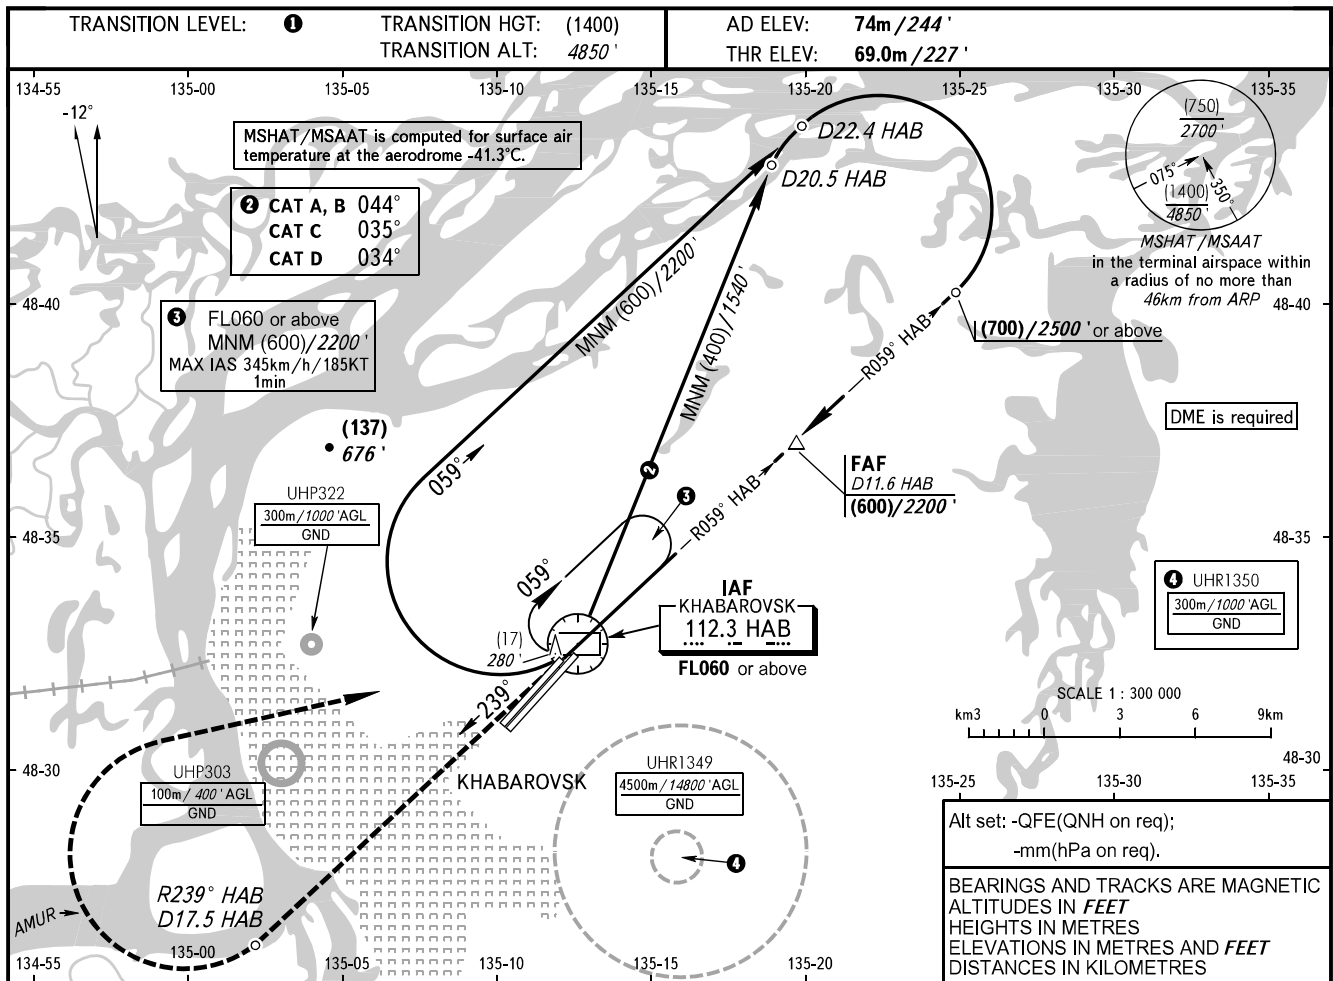 TRANSITION LEVEL: ❶ TRANSITION HGT: (1400)
TRANSITION ALT: 4850 '
AD ELEV: 74m / 244 '
THR ELEV: 69.0m / 227 '
134-55 135-00 135-05 135-10 135-15 135-20 135-25 135-30 135-35
-12°
MSHAT/MSAAT is computed for surface air
temperature at the aerodrome -41.3°C.
❷ CAT A, B 044°
CAT C 035°
CAT D 034°
❸ FL060 or above
MNM (600)/2200 '
MAX IAS 345km/h/185KT
1min
D22.4 HAB
D20.5 HAB
(750)
2700 '
075°
350°
(1400)
4850 '
MSHAT/MSAAT
in the terminal airspace within
a radius of no more than
46km from ARP
48-40
48-40
MNM (600)/2200 '
MNM (400)/1540 '
(700)/2500 ' or above
R059° HAB
DME is required
(137)
676 '
059°
❷
❸
FAF
D11.6 HAB
(600)/2200 '
R059° HAB
UHP322
300m/1000 'AGL
GND
48-35
48-35
059°
IAF
KHABAROVSK
112.3 HAB
FL060 or above
❹ UHR1350
300m/1000 'AGL
GND
(17)
280 '
239°
SCALE 1 : 300 000
km3 0 3 6 9km
48-30
48-30
UHP303
100m/ 400 'AGL
GND
KHABAROVSK
UHR1349
4500m/14800 'AGL
GND
❹
135-25 135-30 135-35
Alt set: -QFE(QNH on req);
-mm(hPa on req).
R239° HAB
D17.5 HAB
AMUR
135-00
134-55 135-05 135-10 135-15 135-20
BEARINGS AND TRACKS ARE MAGNETIC
ALTITUDES IN FEET
HEIGHTS IN METRES
ELEVATIONS IN METRES AND FEET
DISTANCES IN KILOMETRES